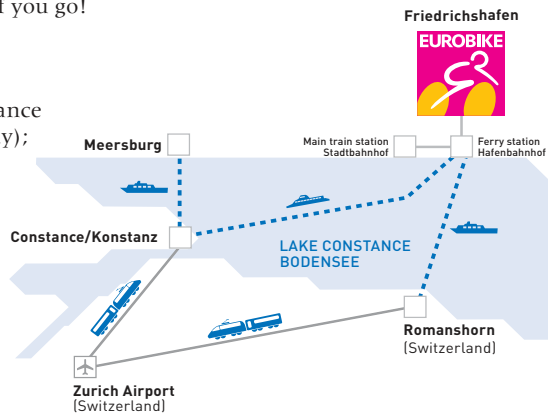 f you go!
Friedrichshafen
EUROBIKE
ance
y);
Meersburg
Main train station
Stadtbahnhof
Ferry station
Hafenbahnhof
Constance/Konstanz
LAKE CONSTANCE
BODENSEE
Romanshorn
(Switzerland)
Zurich Airport
(Switzerland)